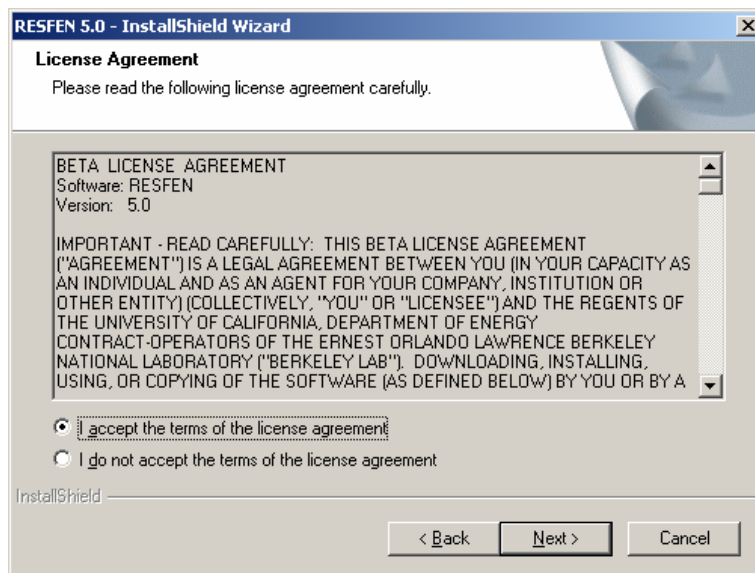 RESFEN 5.0 - InstallShield Wizard
License Agreement
Please read the following license agreement carefully.
BETA LICENSE AGREEMENT
Software: RESFEN
Version: 5.0
IMPORTANT - READ CAREFULLY: THIS BETA LICENSE AGREEMENT
("AGREEMENT") IS A LEGAL AGREEMENT BETWEEN YOU (IN YOUR CAPACITY AS
AN INDIVIDUAL AND AS AN AGENT FOR YOUR COMPANY, INSTITUTION OR
OTHER ENTITY) (COLLECTIVELY, "YOU" OR "LICENSEE") AND THE REGENTS OF
THE UNIVERSITY OF CALIFORNIA, DEPARTMENT OF ENERGY
CONTRACT-OPERATORS OF THE ERNEST ORLANDO LAWRENCE BERKELEY
NATIONAL LABORATORY ("BERKELEY LAB"). DOWNLOADING, INSTALLING,
USING, OR COPYING OF THE SOFTWARE (AS DEFINED BELOW) BY YOU OR BY A
I accept the terms of the license agreement
I do not accept the terms of the license agreement
InstallShield
< Back
Next >
Cancel